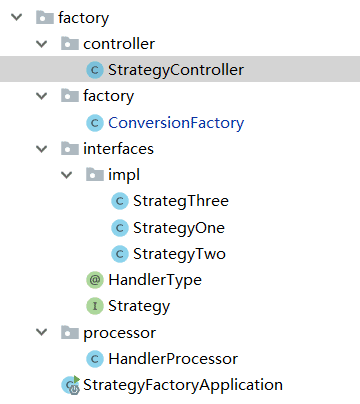 factory
controller
StrategyController
factory
ConversionFactory
interfaces
impl
StrategThree
StrategyOne
StrategyTwo
HandlerType
Strategy
processor
HandlerProcessor
StrategyFactoryApplication